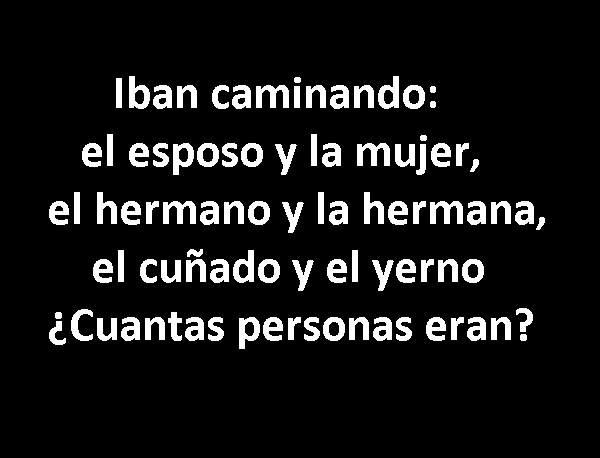 Iban caminando:
el esposo y la mujer,
el hermano y la hermana,
el cuñado y el yerno
¿Cuantas personas eran?